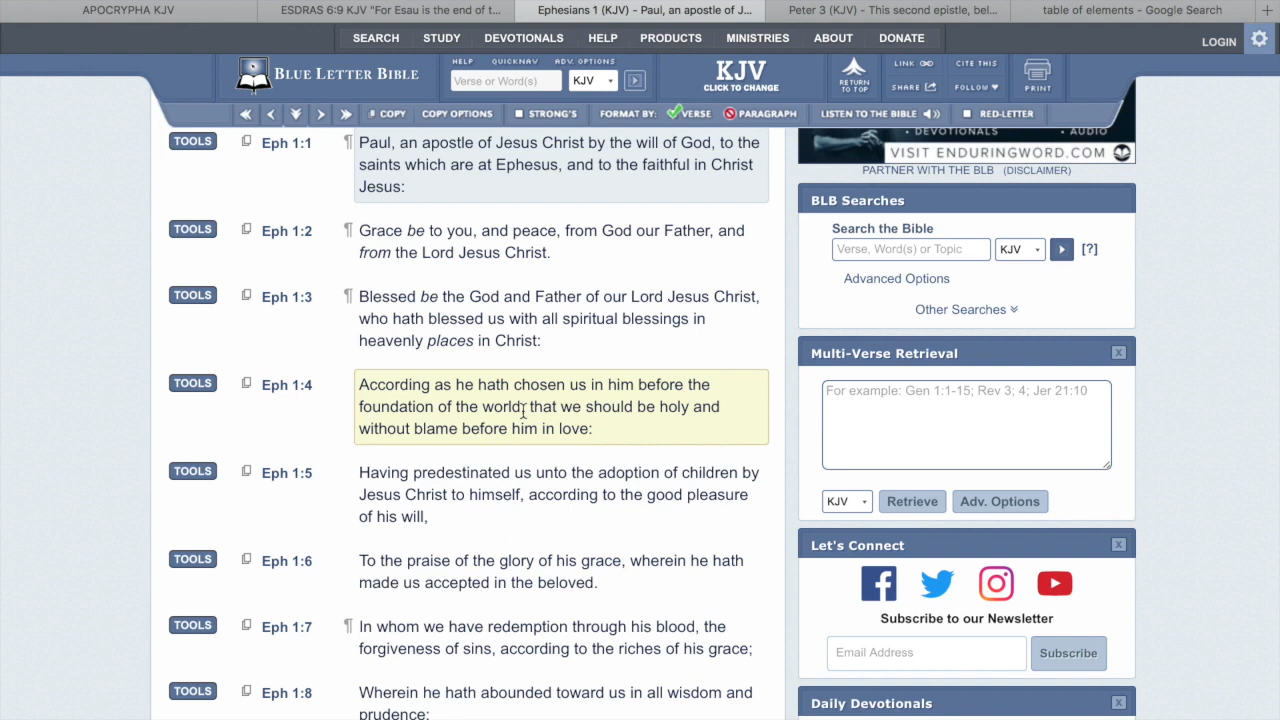 APOCRYPHA KJV
ESDRAS 6:9 KJV "For Esau is the end of t...
Ephesians 1 (KJV) - Paul, an apostle of J...
Peter 3 (KJV) - This second epistle, bel...
table of elements - Google Search
SEARCH STUDY DEVOTIONALS HELP PRODUCTS MINISTRIES ABOUT DONATE
LOGIN
BLUE LETTER BIBLE
HELP QUICKNAV ADV. OPTIONS
Verse or Word(s) KJV
KJV
CLICK TO CHANGE
RETURN
TO TOP
LINK CITE THIS
SHARE FOLLOW
PRINT
COPY COPY OPTIONS STRONG'S FORMAT BY: VERSE PARAGRAPH LISTEN TO THE BIBLE RED-LETTER
TOOLS Eph 1:1 ¶ Paul, an apostle of Jesus Christ by the will of God, to the
saints which are at Ephesus, and to the faithful in Christ
Jesus:
TOOLS Eph 1:2 ¶ Grace be to you, and peace, from God our Father, and
from the Lord Jesus Christ.
TOOLS Eph 1:3 ¶ Blessed be the God and Father of our Lord Jesus Christ,
who hath blessed us with all spiritual blessings in
heavenly places in Christ:
TOOLS Eph 1:4 According as he hath chosen us in him before the
foundation of the world, that we should be holy and
without blame before him in love:
TOOLS Eph 1:5 Having predestinated us unto the adoption of children by
Jesus Christ to himself, according to the good pleasure
of his will,
TOOLS Eph 1:6 To the praise of the glory of his grace, wherein he hath
made us accepted in the beloved.
TOOLS Eph 1:7 ¶ In whom we have redemption through his blood, the
forgiveness of sins, according to the riches of his grace;
TOOLS Eph 1:8 Wherein he hath abounded toward us in all wisdom and
prudence;
• DEVOTIONALS • AUDIO
VISIT ENDURINGWORD.COM
PARTNER WITH THE BLB (DISCLAIMER)
BLB Searches
Search the Bible
Verse, Word(s) or Topic KJV [?]
Advanced Options
Other Searches
Multi-Verse Retrieval x
For example: Gen 1:1-15; Rev 3; 4; Jer 21:10
KJV Retrieve Adv. Options
Let's Connect x
Subscribe to our Newsletter
Email Address Subscribe
Daily Devotionals x